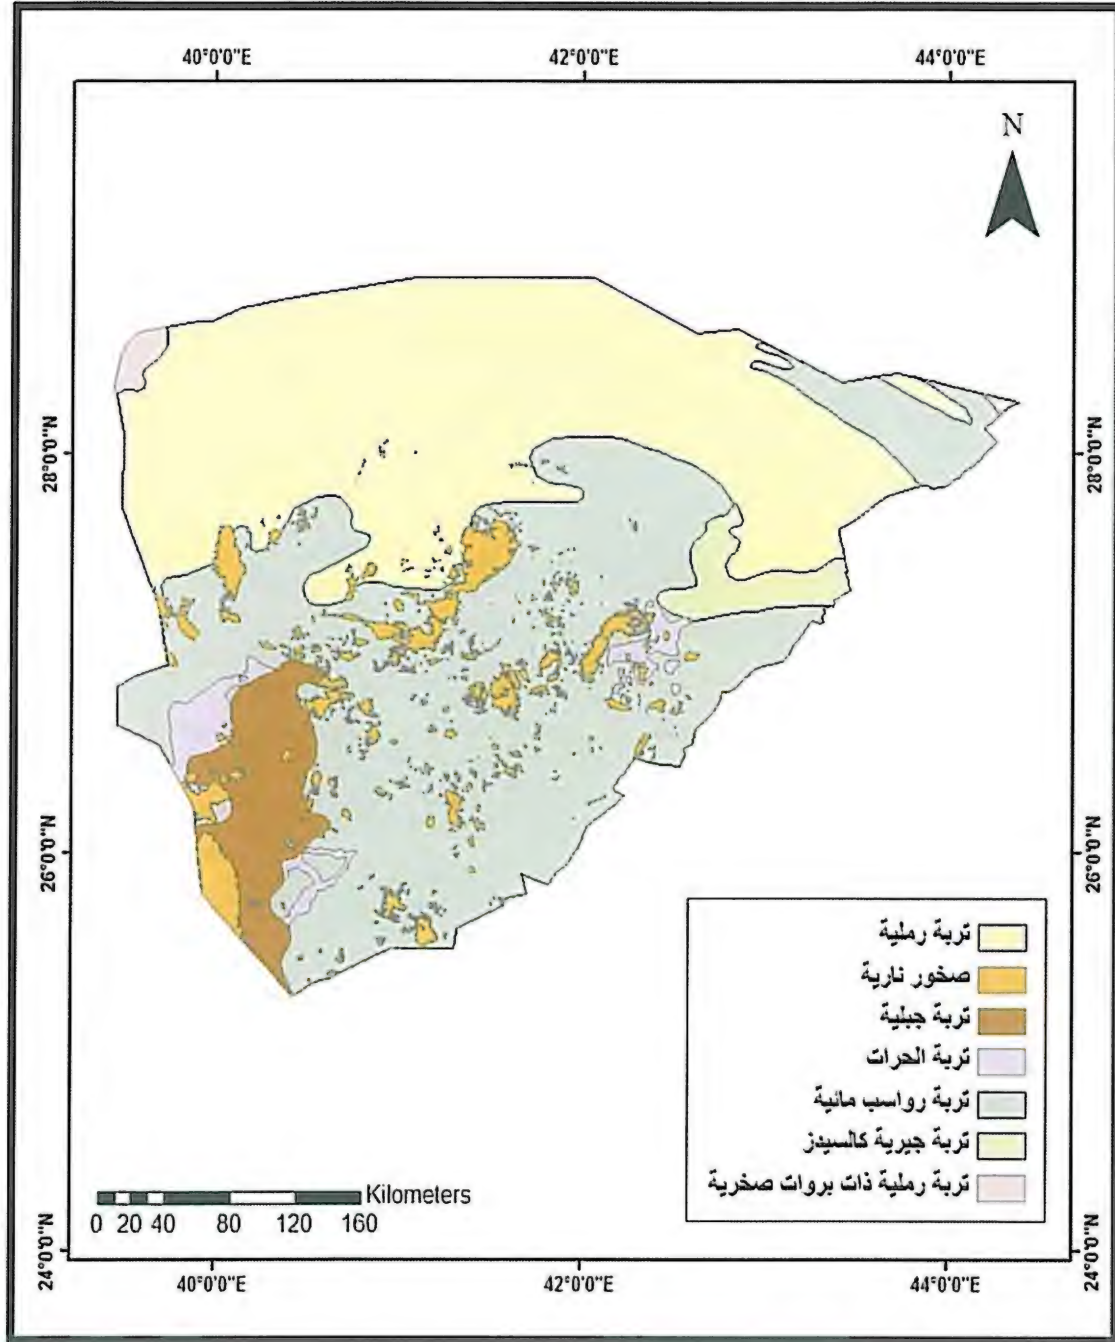 40°0'0"E 42°0'0"E 44°0'0"E
N
28°0'0"N 28°0'0"N
26°0'0"N 26°0'0"N
تربة رملية
صخور نارية
تربة جبلية
تربة الحرات
تربة رواسب مائية
تربة جيرية كالسيدز
تربة رملية ذات بروات صخرية
Kilometers
0 20 40 80 120 160
24°0'0"N 24°0'0"N
40°0'0"E 42°0'0"E 44°0'0"E